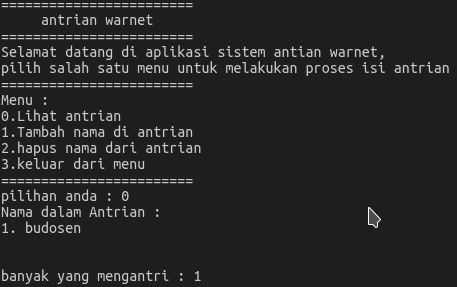 ========================
antrian warnet
========================
Selamat datang di aplikasi sistem antian warnet,
pilih salah satu menu untuk melakukan proses isi antrian
========================
Menu :
0.Lihat antrian
1.Tambah nama di antrian
2.hapus nama dari antrian
3.keluar dari menu
========================
pilihan anda : 0
Nama dalam Antrian :
1. budosen
banyak yang mengantri : 1